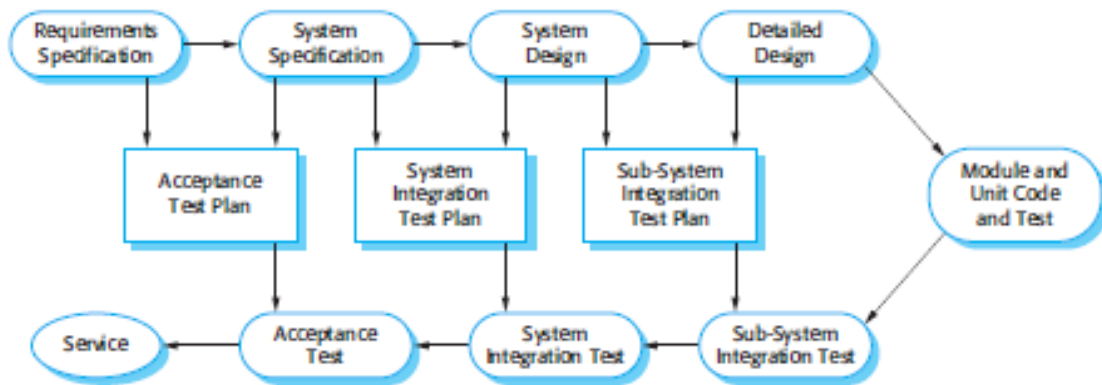 Requirements
Specification
System
Specification
System
Design
Detailed
Design
Acceptance
Test Plan
System
Integration
Test Plan
Sub-System
Integration
Test Plan
Module and
Unit Code
and Test
Service
Acceptance
Test
System
Integration Test
Sub-System
Integration Test